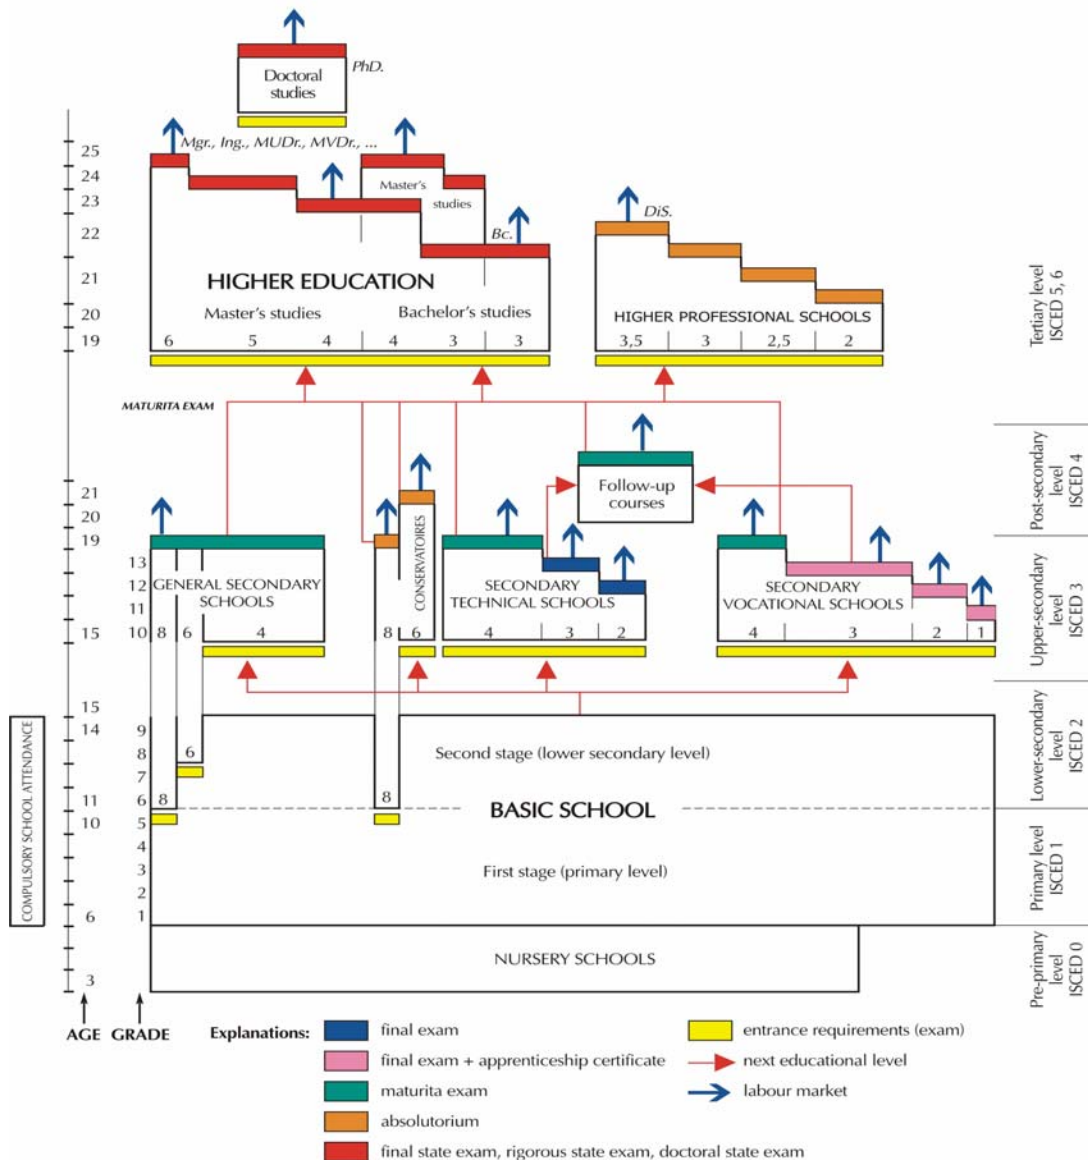 PhD.
Doctoral
studies
Mgr., Ing., MUDr., MVDr., ...
25
24
23
22
21
20
19
Master's
studies
Bc.
DiS.
HIGHER EDUCATION
Master's studies
Bachelor's studies
6
5
4
4
3
3
HIGHER PROFESSIONAL SCHOOLS
3,5
3
2,5
2
Tertiary level
ISCED 5, 6
MATURITA EXAM
Follow-up
courses
Post-secondary
level
ISCED 4
21
20
19
15
13
12
11
10
GENERAL SECONDARY
SCHOOLS
8
6
4
CONSERVATOIRES
8
6
SECONDARY
TECHNICAL SCHOOLS
4
3
2
SECONDARY
VOCATIONAL SCHOOLS
4
3
2
1
Upper-secondary
level
ISCED 3
COMPULSORY SCHOOL ATTENDANCE
15
14
11
10
6
3
9
8
7
6
5
4
3
2
1
6
8
8
Second stage (lower secondary level)
BASIC SCHOOL
First stage (primary level)
Lower-secondary
level
ISCED 2
Primary level
ISCED 1
NURSERY SCHOOLS
Pre-primary
level
ISCED 0
AGE GRADE
Explanations:
final exam
final exam + apprenticeship certificate
maturita exam
absolutorium
final state exam, rigorous state exam, doctoral state exam
entrance requirements (exam)
next educational level
labour market